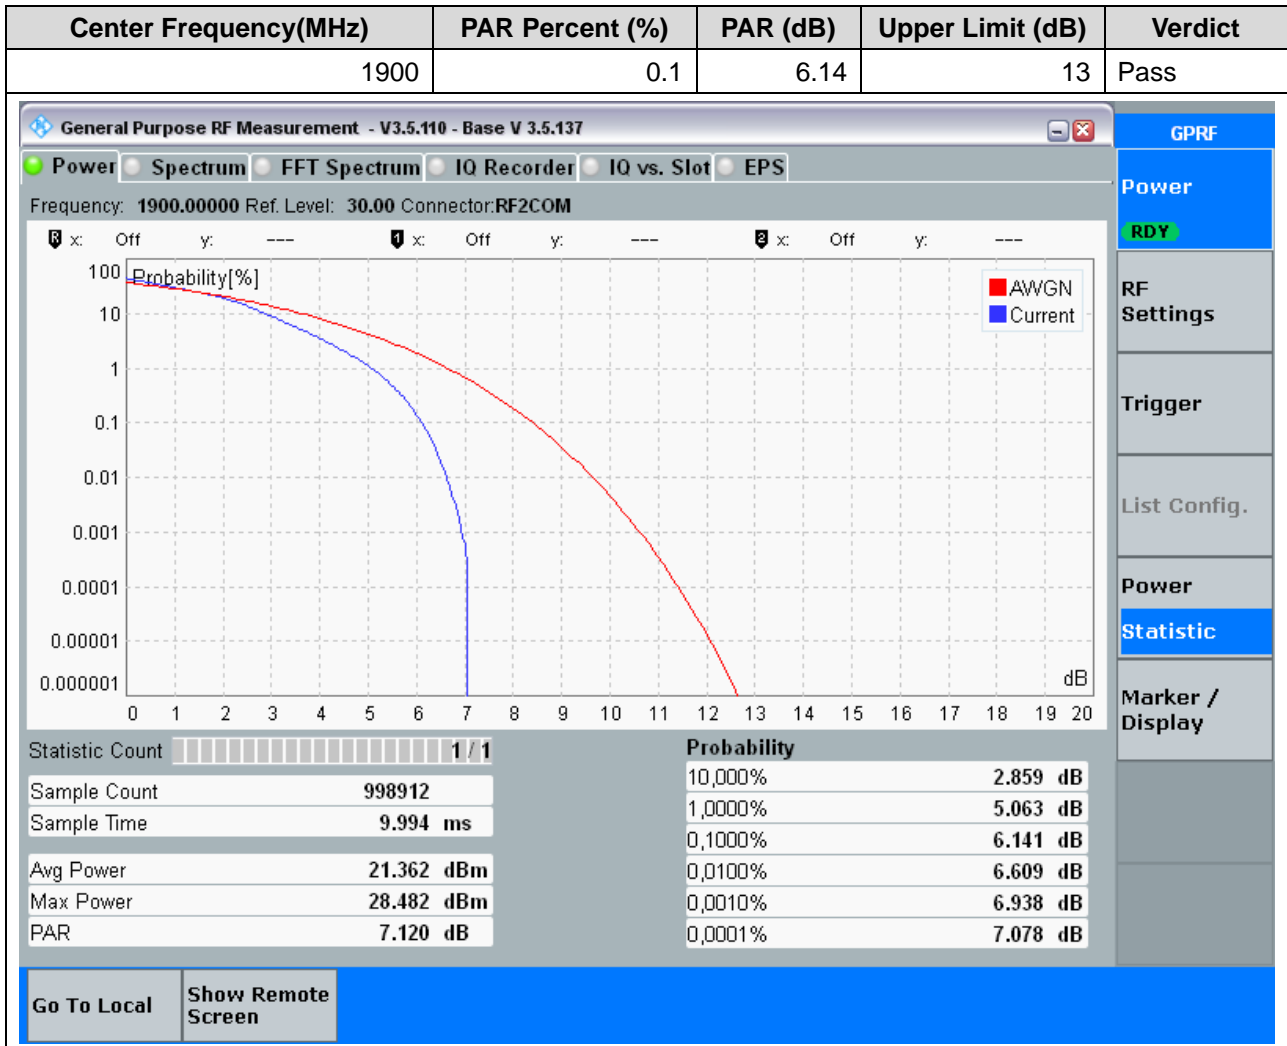 Center Frequency(MHz) PAR Percent (%) PAR (dB) Upper Limit (dB) Verdict
1900 0.1 6.14 13 Pass
General Purpose RF Measurement - V3.5.110 - Base V 3.5.137
GPRF
Power Spectrum FFT Spectrum IQ Recorder IQ vs. Slot EPS
Frequency: 1900.00000 Ref. Level: 30.00 Connector:RF2COM
Power
RDY
R x: Off y: --- 1 x: Off y: --- 2 x: Off y: ---
Probability[%]
AWGN
Current
100
10
1
0.1
0.01
0.001
0.0001
0.00001
0.000001
dB
0 1 2 3 4 5 6 7 8 9 10 11 12 13 14 15 16 17 18 19 20
RF
Settings
Trigger
List Config.
Power
Statistic
Marker /
Display
Statistic Count 1 / 1
Sample Count 998912
Sample Time 9.994 ms
Avg Power 21.362 dBm
Max Power 28.482 dBm
PAR 7.120 dB
Probability
10,000% 2.859 dB
1,0000% 5.063 dB
0,1000% 6.141 dB
0,0100% 6.609 dB
0,0010% 6.938 dB
0,0001% 7.078 dB
Go To Local
Show Remote
Screen